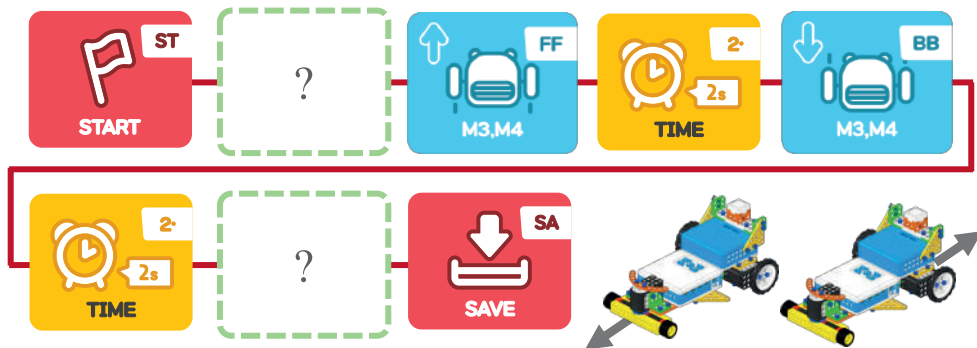 ST
START
?
FF
M3,M4
2·
2s
TIME
BB
M3,M4
2·
2s
TIME
?
SA
SAVE